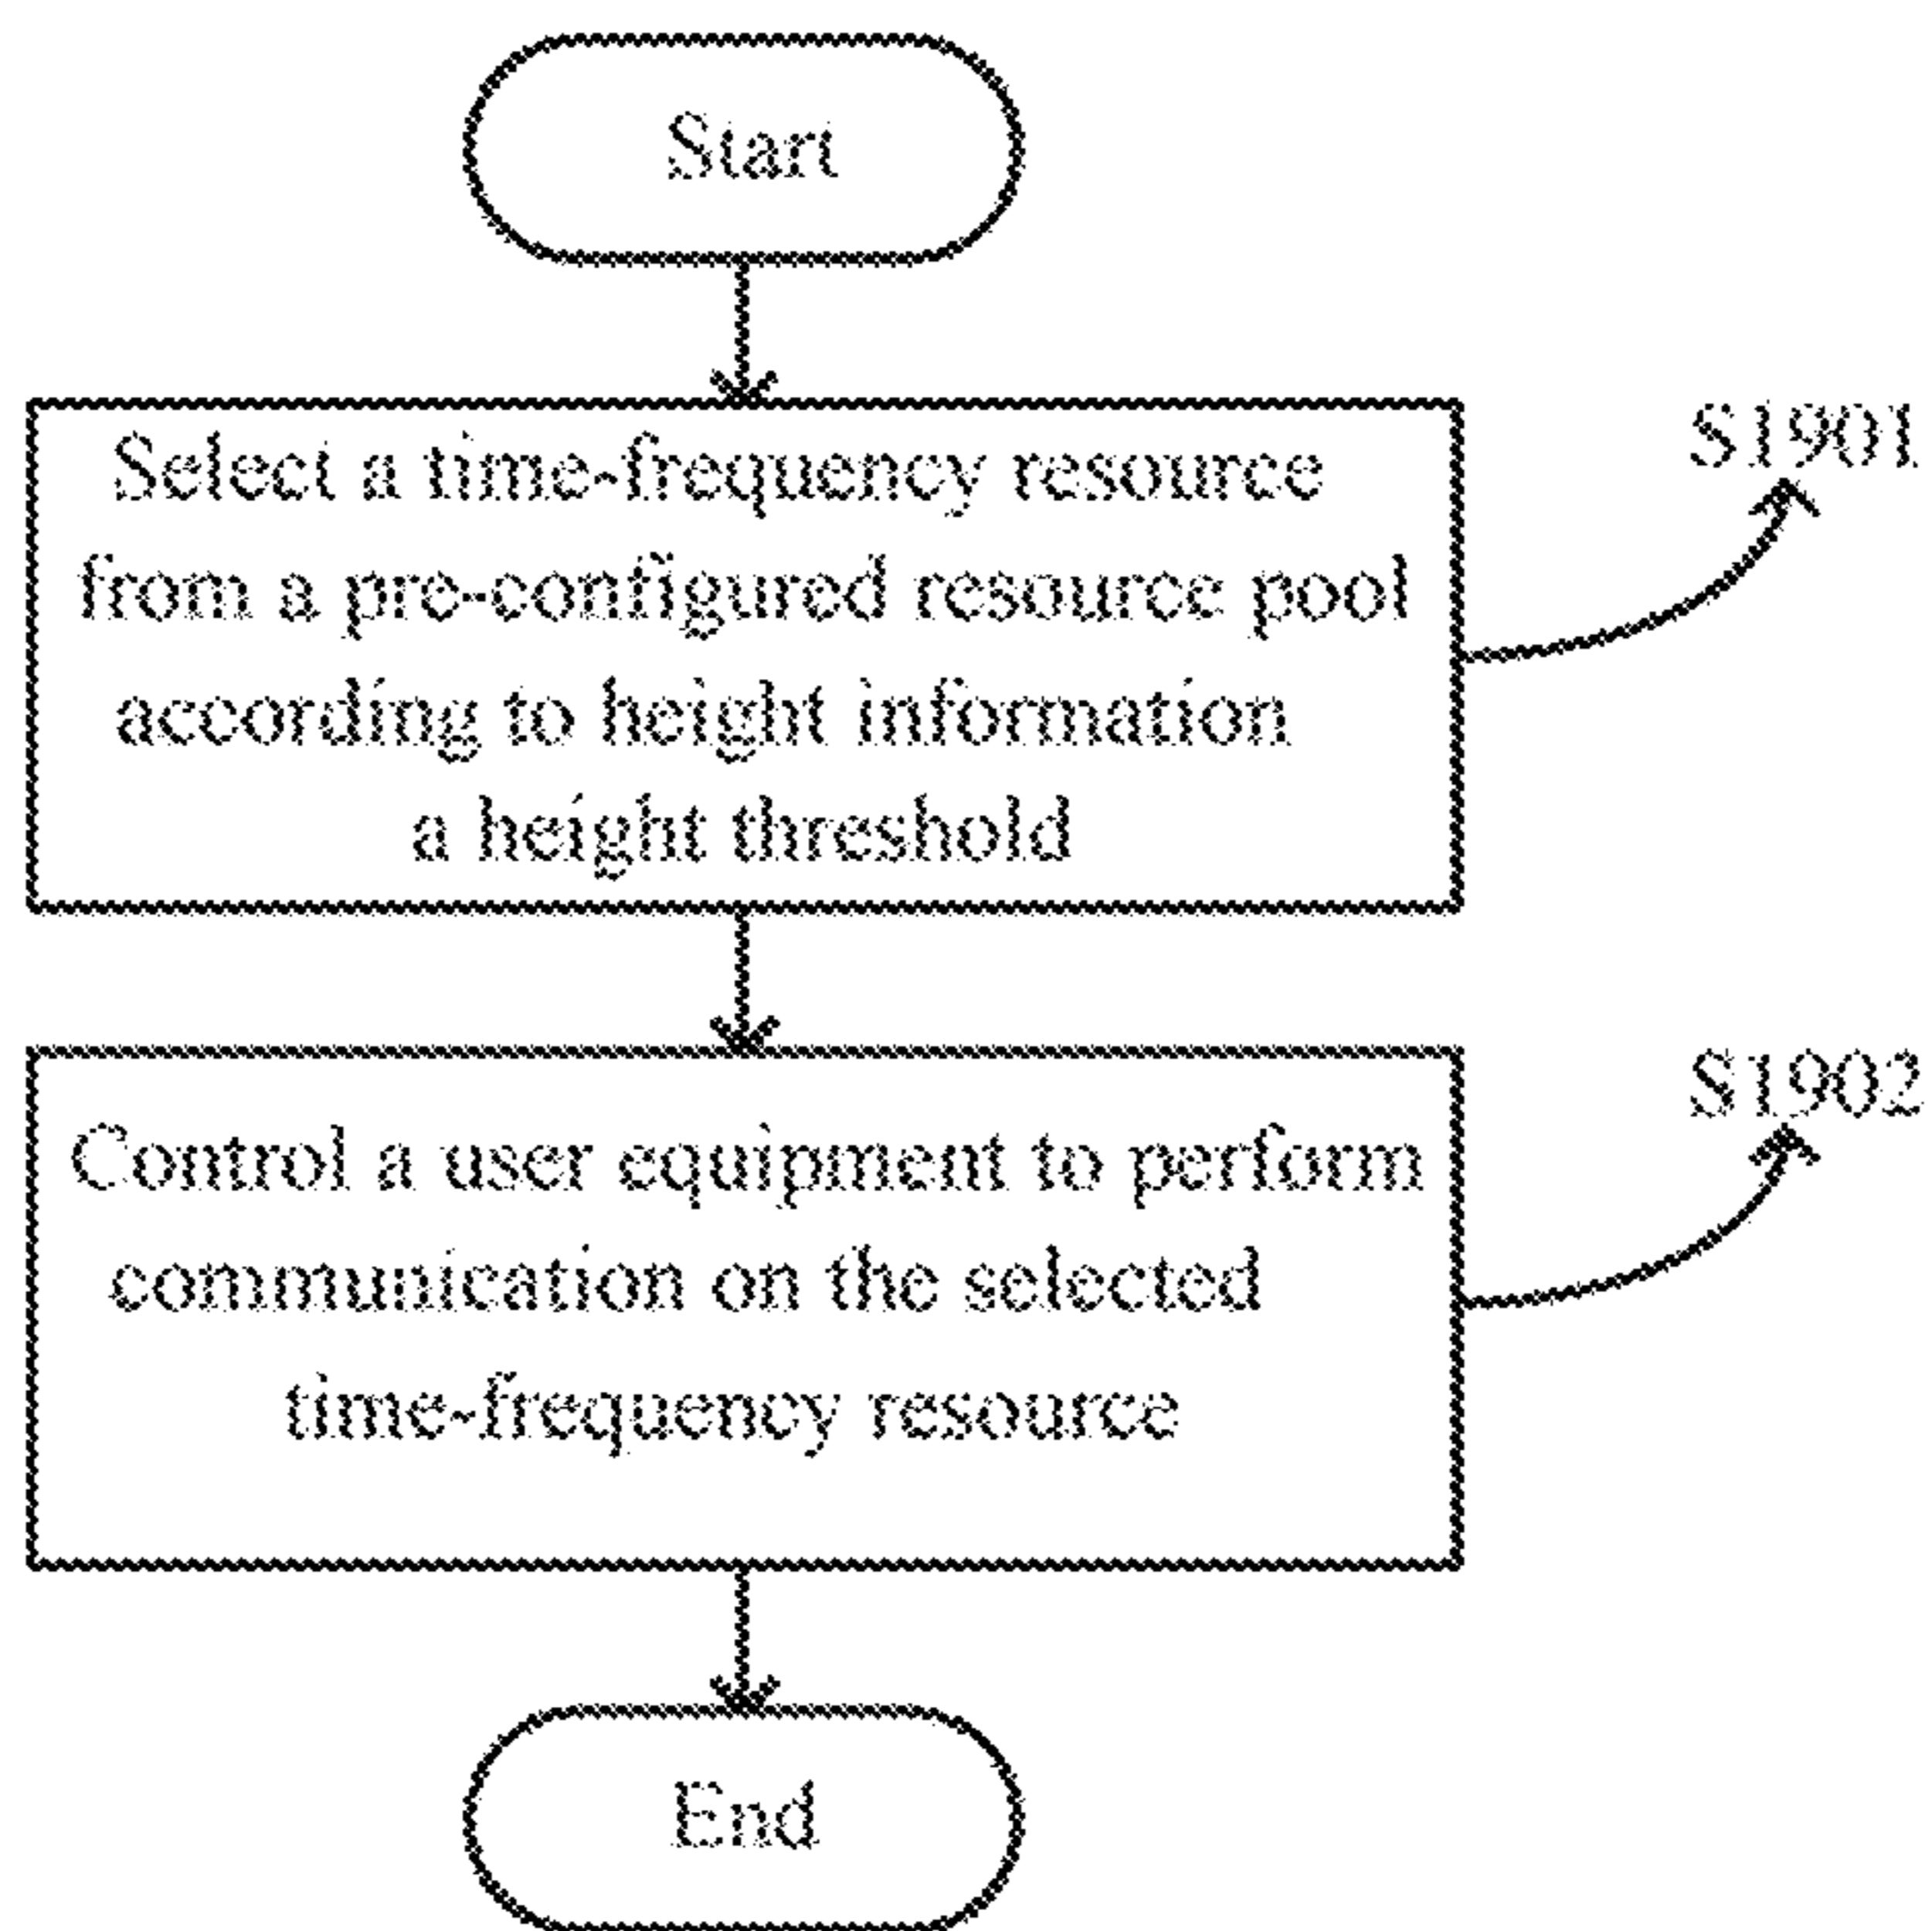 Start
Select a time-frequency resource
from a pre-configured resource pool
according to height information
a height threshold
S1901
Control a user equipment to perform
communication on the selected
time-frequency resource
S1902
End